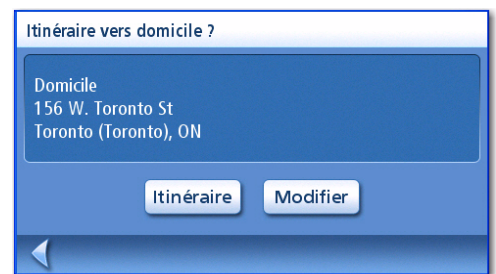 Itinéraire vers domicile ?
Domicile
156 W. Toronto St
Toronto (Toronto), ON
Itinéraire Modifier